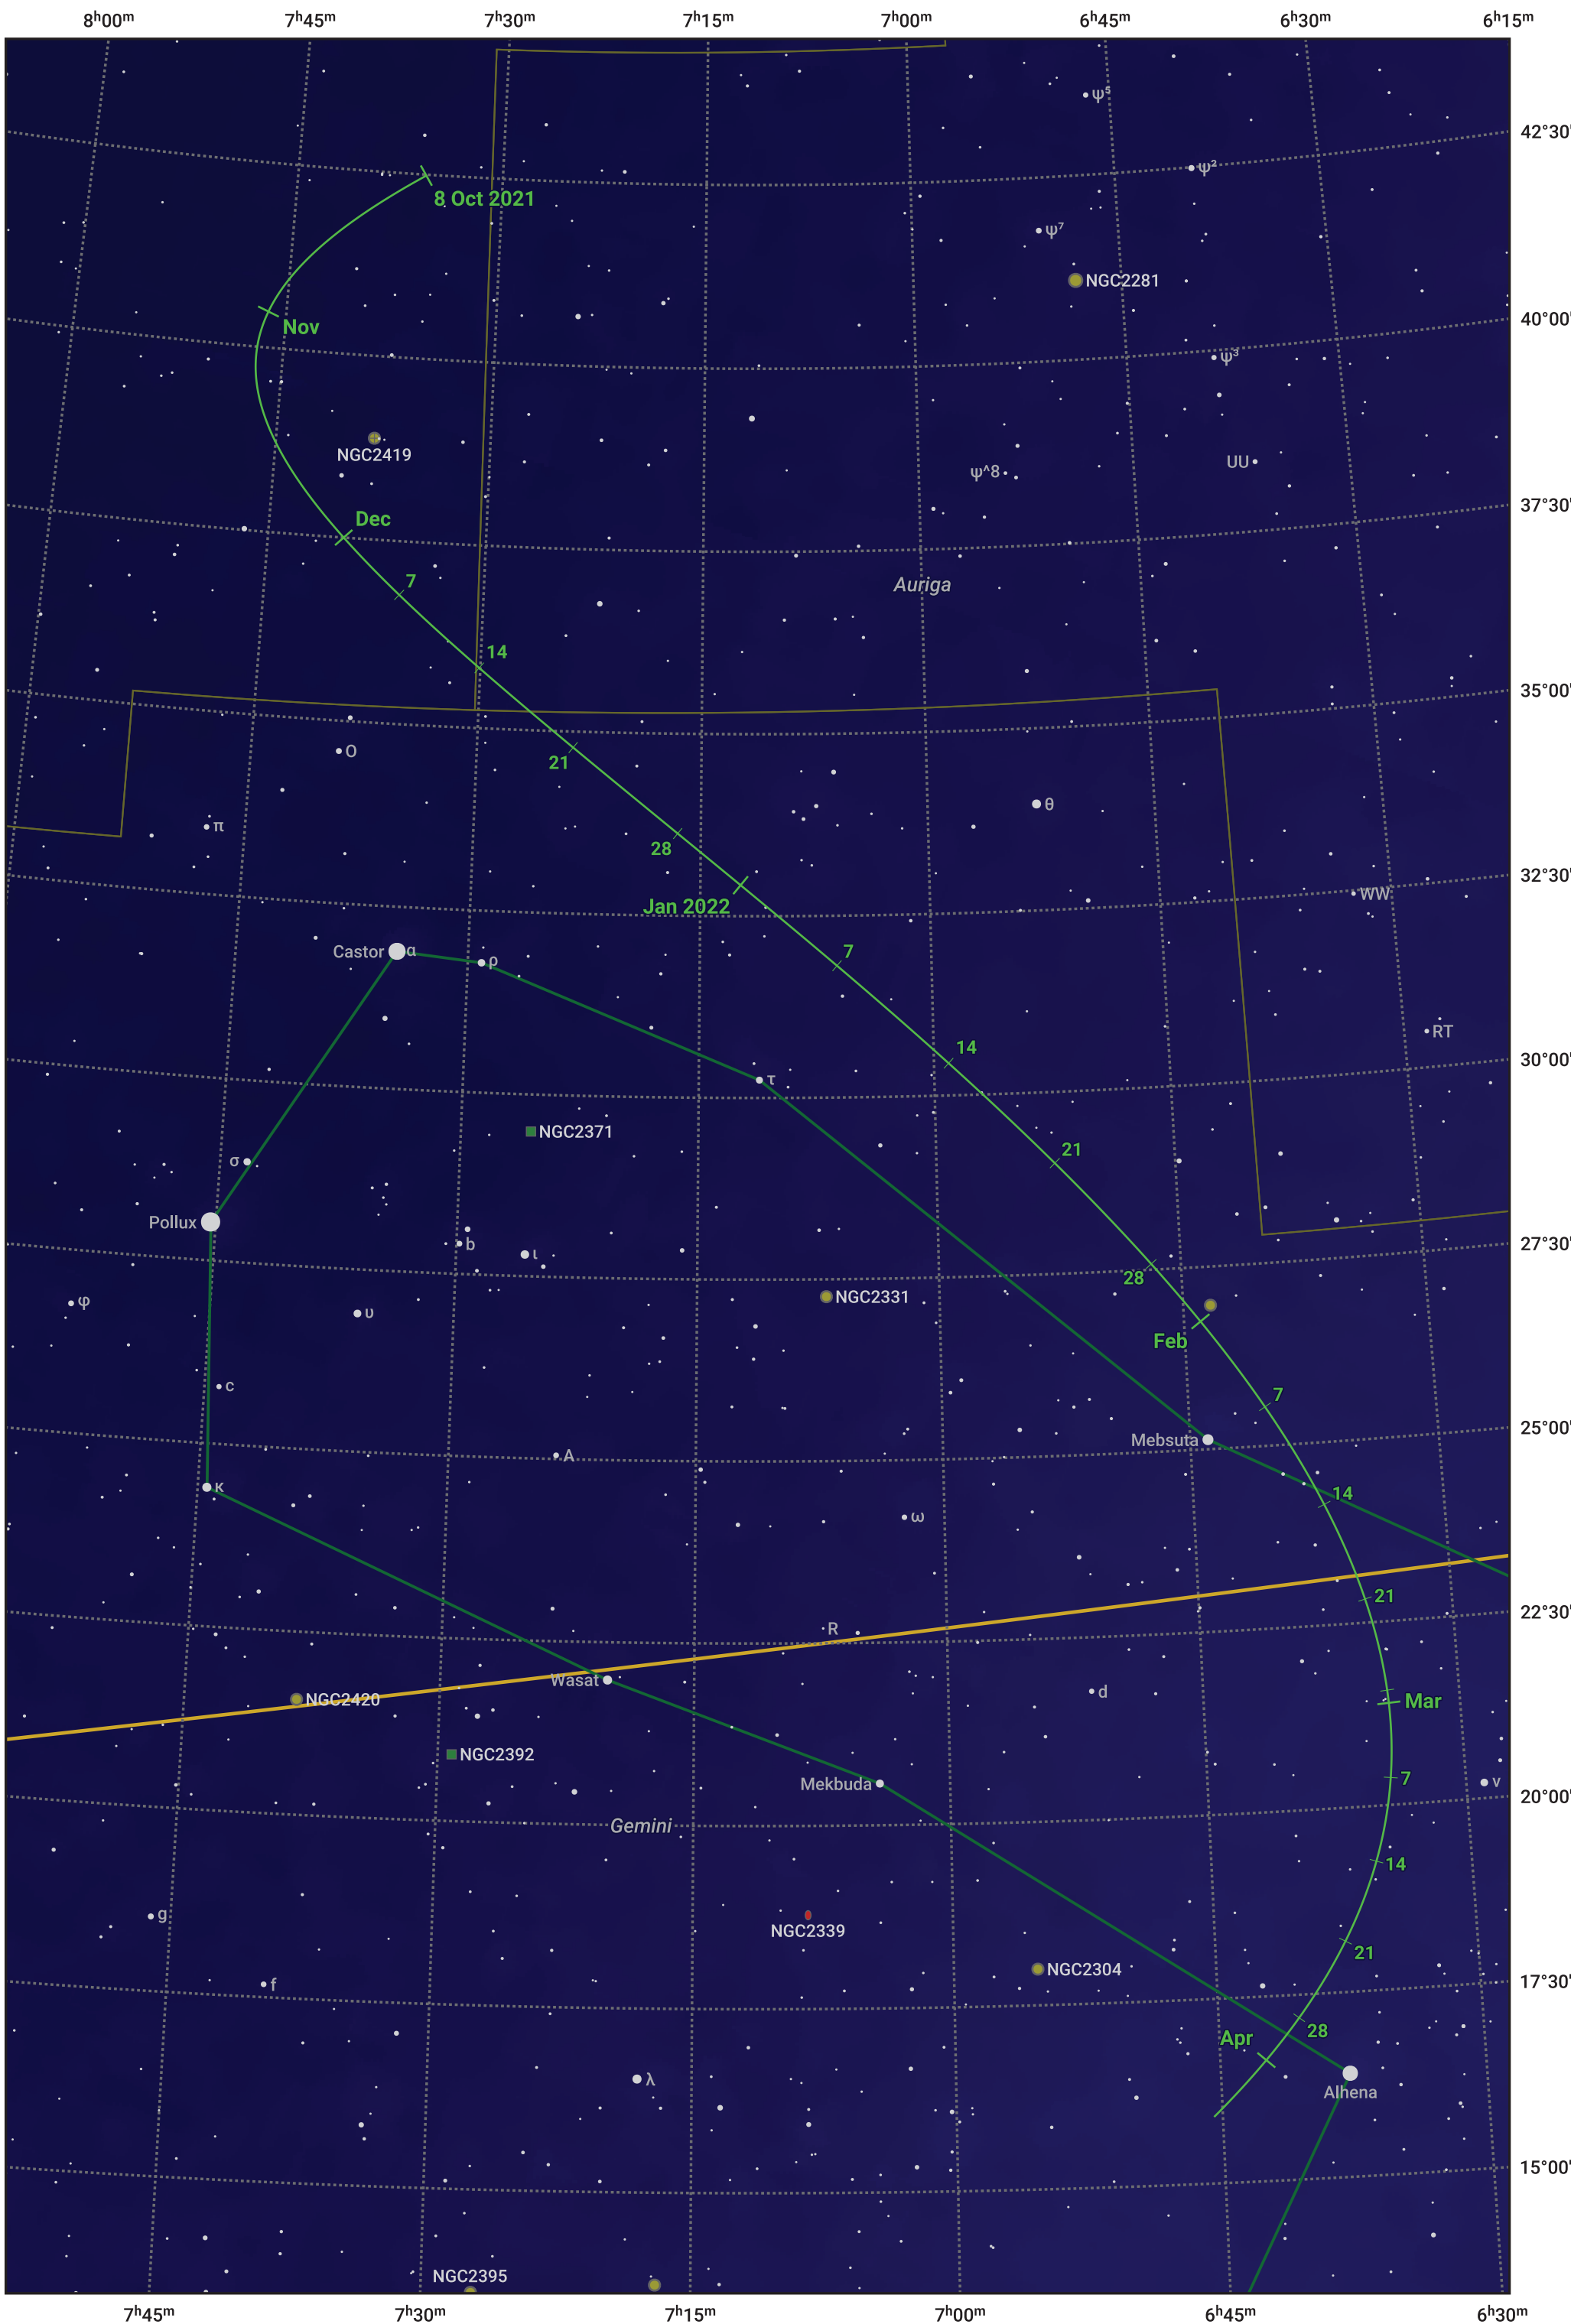 8ʰ00ᵐ 7ʰ45ᵐ 7ʰ30ᵐ 7ʰ15ᵐ 7ʰ00ᵐ 6ʰ45ᵐ 6ʰ30ᵐ 6ʰ15ᵐ
ψ⁵
42°30'
ψ²
8 Oct 2021
ψ⁷
NGC2281
40°00'
Nov
ψ³
NGC2419
UU
ψ^8
37°30'
Dec
7
Auriga
14
35°00'
O
21
θ
π
28
32°30'
WW
Jan 2022
Castor α
7
ρ
RT
14
30°00'
τ
NGC2371
21
σ
Pollux
b
27°30'
ι
28
NGC2331
φ
υ
Feb
c
7
25°00'
Mebsuta
A
κ
14
ω
21
22°30'
R
Wasat
d
NGC2420
Mar
NGC2392
7
Mekbuda
ν
20°00'
Gemini
14
g
NGC2339
21
NGC2304
17°30'
f
28
Apr
λ
Alhena
15°00'
NGC2395
7ʰ45ᵐ 7ʰ30ᵐ 7ʰ15ᵐ 7ʰ00ᵐ 6ʰ45ᵐ 6ʰ30ᵐ